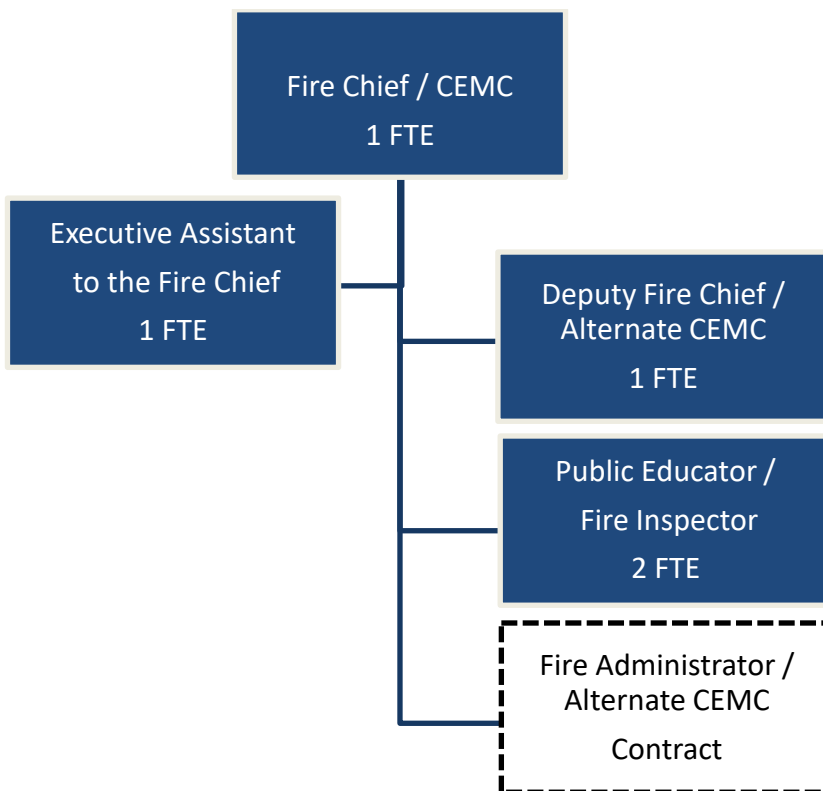 Fire Chief / CEMC
1 FTE
Executive Assistant
to the Fire Chief
1 FTE
Deputy Fire Chief /
Alternate CEMC
1 FTE
Public Educator /
Fire Inspector
2 FTE
Fire Administrator /
Alternate CEMC
Contract